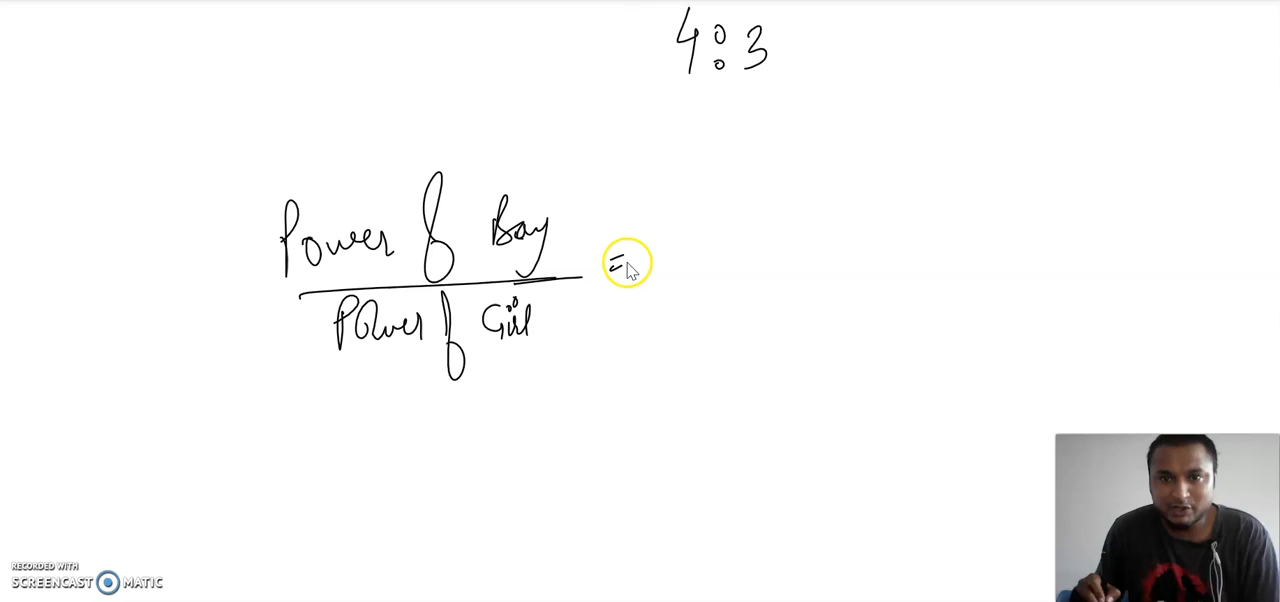 4:3
Power of Boy
=
Power of Girl
RECORDED WITH
SCREENCAST MATIC